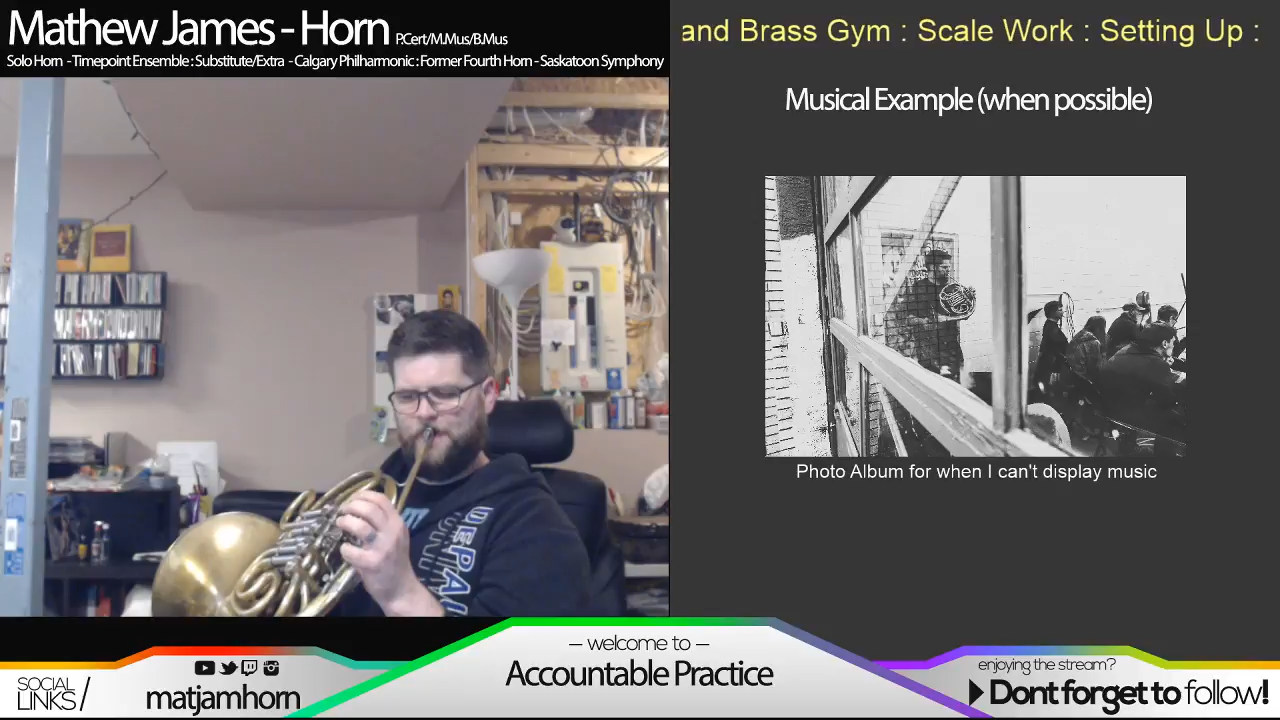 Mathew James - Horn P.Cert/M.Mus/B.Mus
Solo Horn - Timepoint Ensemble : Substitute/Extra - Calgary Philharmonic : Former Fourth Horn - Saskatoon Symphony
and Brass Gym : Scale Work : Setting Up :
Musical Example (when possible)
Photo Album for when I can't display music
– welcome to –
Accountable Practice
SOCIAL
LINKS /
matjamhorn
enjoying the stream?
Dont forget to follow!